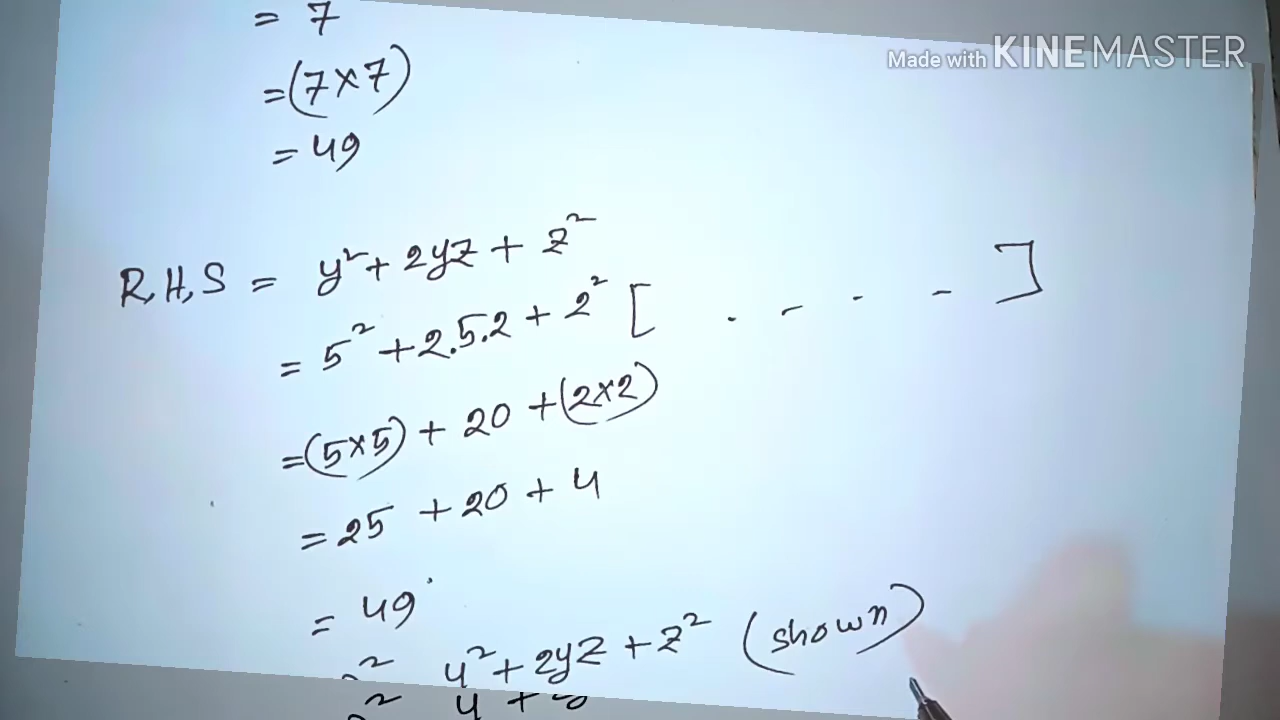 = 7
Made with KINEMASTER
=(7×7)
= 49
R,H,S = y²+ 2yz + z²
= 5² +2.5.2 + 2² [ . - - - ]
=(5×5) + 20 +(2×2)
= 25 +20 + 4
= 49
² y²+ 2yz + z² (shown)